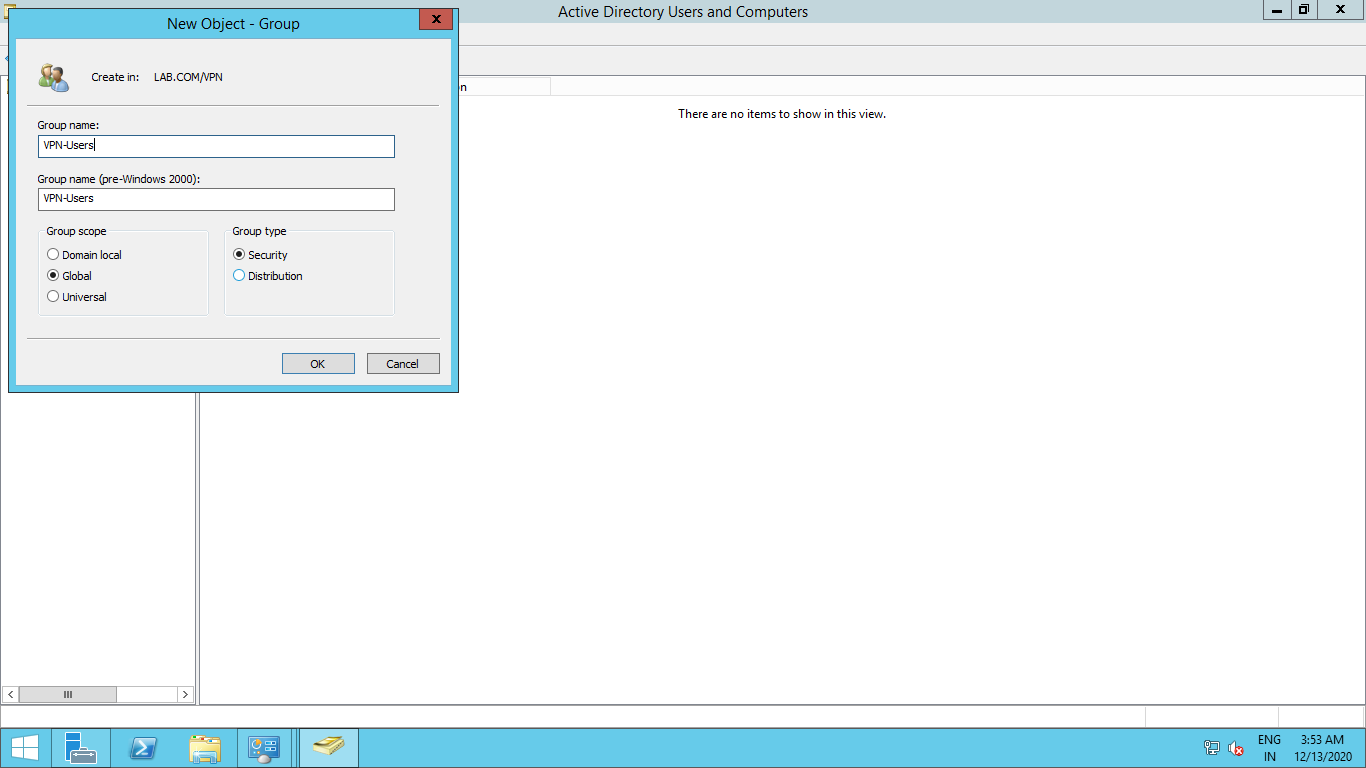 Active Directory Users and Computers
New Object - Group
Create in: LAB.COM/VPN
Group name:
VPN-Users
Group name (pre-Windows 2000):
VPN-Users
Group scope
Domain local
Global
Universal
Group type
Security
Distribution
OK
Cancel
There are no items to show in this view.
ENG
IN
3:53 AM
12/13/2020